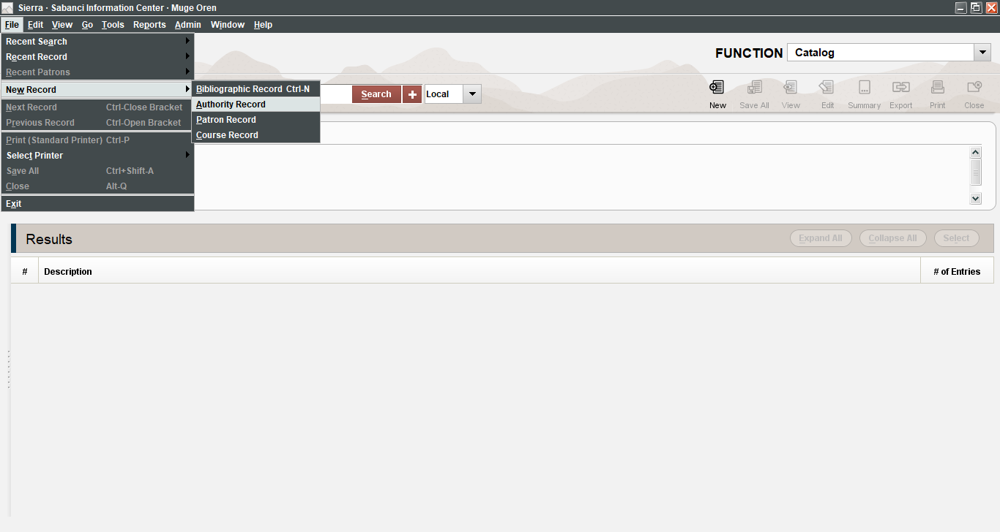 Sierra · Sabanci Information Center · Muge Oren
File Edit View Go Tools Reports Admin Window Help
Recent Search
Recent Record
Recent Patrons
New Record
Next Record Ctrl-Close Bracket
Previous Record Ctrl-Open Bracket
Print (Standard Printer) Ctrl-P
Select Printer
Save All Ctrl+Shift-A
Close Alt-Q
Exit
Bibliographic Record Ctrl-N
Authority Record
Patron Record
Course Record
FUNCTION Catalog
Search + Local
New Save All View Edit Summary Export Print Close
Results Expand All Collapse All Select
# Description # of Entries